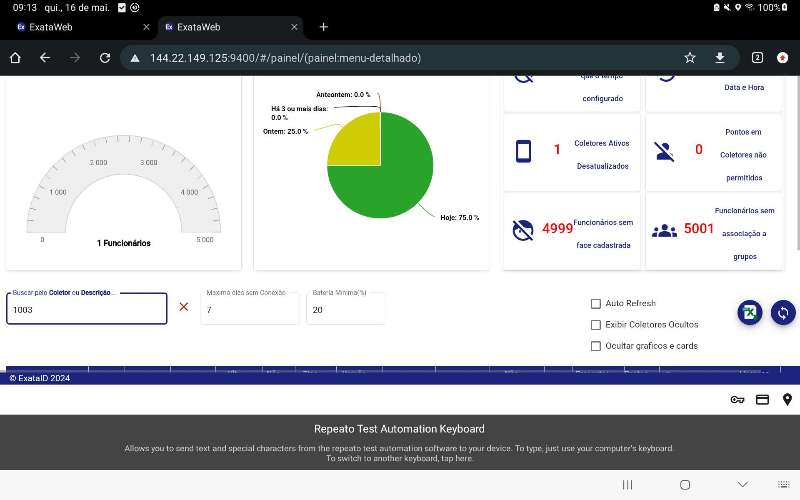 09:13 qui., 16 de mai.
100%
ExataWeb
ExataWeb
144.22.149.125:9400/#/painel/(painel:menu-detalhado)
2
que o tempo
configurado
Data e Hora
Anteontem: 0.0 %
Há 3 ou mais dias:
0.0 %
Ontem: 25.0 %
Hoje: 75.0 %
0
1 000
2 000
3 000
4 000
5 000
1 Funcionários
1
Coletores Ativos
Desatualizados
0
Pontos em
Coletores não
permitidos
4999
Funcionários sem
face cadastrada
5001
Funcionários sem
associação a
grupos
Buscar pelo Coletor ou Descrição...
1003
Maximo dias sem Conexão
7
Bateria Minima(%)
20
Auto Refresh
Exibir Coletores Ocultos
Ocultar graficos e cards
© ExataID 2024
Repeato Test Automation Keyboard
Allows you to send text and special characters from the repeato test automation software to your device. To type, just use your computer's keyboard.
To switch to another keyboard, tap here.